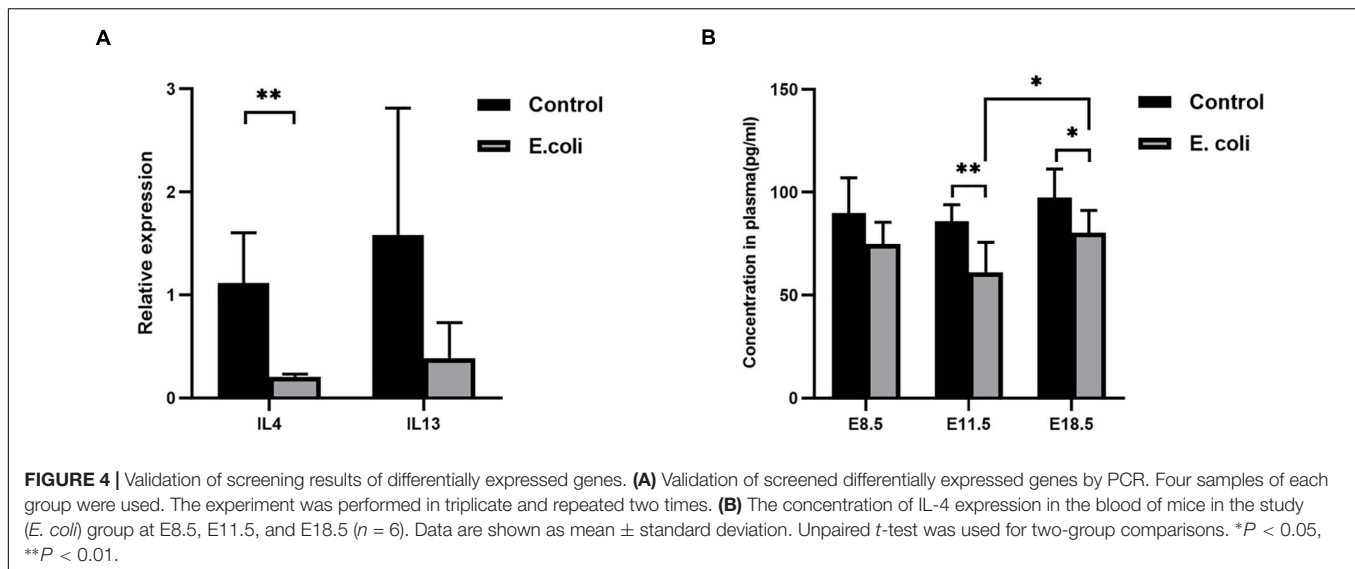 A
**
Control
E.coli
3
2
1
0
Relative expression
IL4
IL13
B
*
*
**
Control
E. coli
150
100
50
0
Concentration in plasma(pg/ml)
E8.5
E11.5
E18.5
FIGURE 4 | Validation of screening results of differentially expressed genes. (A) Validation of screened differentially expressed genes by PCR. Four samples of each
group were used. The experiment was performed in triplicate and repeated two times. (B) The concentration of IL-4 expression in the blood of mice in the study
(E. coli) group at E8.5, E11.5, and E18.5 (n = 6). Data are shown as mean ± standard deviation. Unpaired t-test was used for two-group comparisons. *P < 0.05,
**P < 0.01.